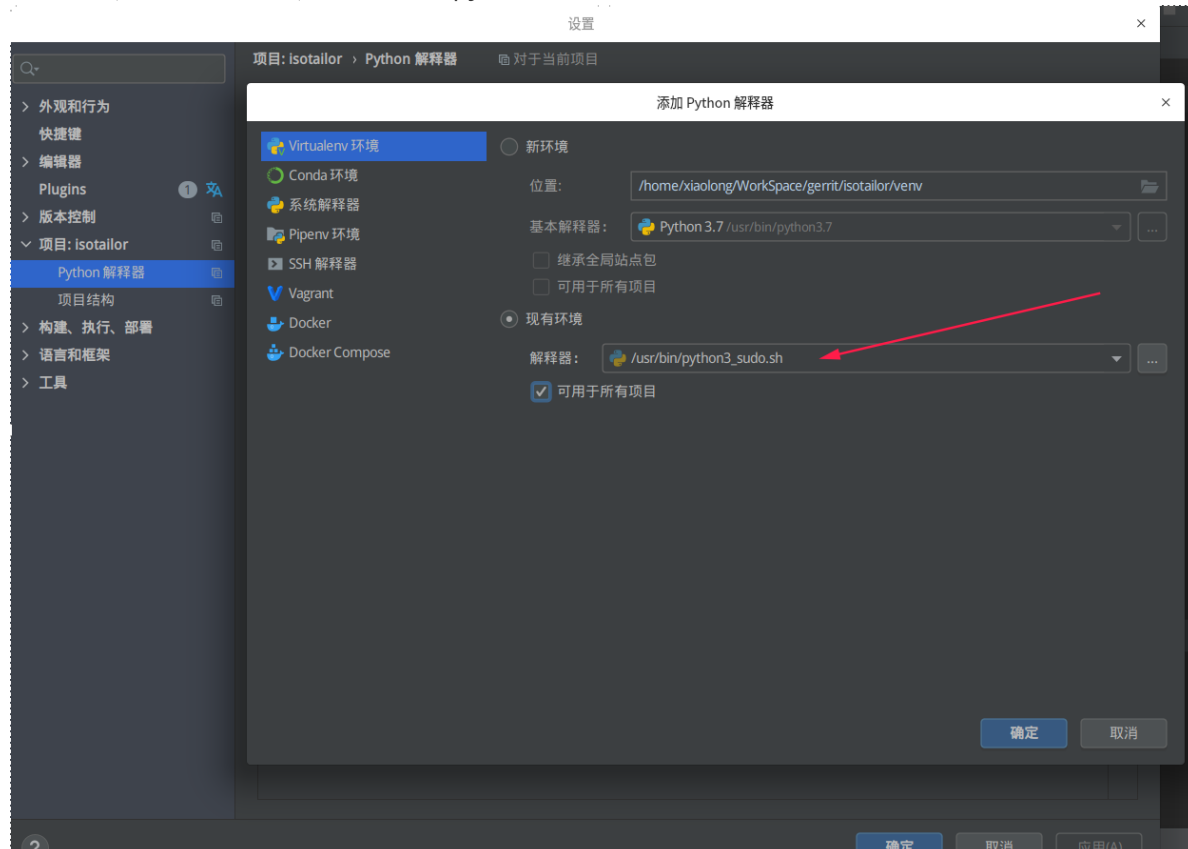 设置
项目: isotailor › Python 解释器 对于当前项目
外观和行为
快捷键
编辑器
Plugins 1
版本控制
项目: isotailor
Python 解释器
项目结构
构建、执行、部署
语言和框架
工具
添加 Python 解释器
Virtualenv 环境
Conda 环境
系统解释器
Pipenv 环境
SSH 解释器
Vagrant
Docker
Docker Compose
新环境
位置: /home/xiaolong/WorkSpace/gerrit/isotailor/venv
基本解释器: Python 3.7 /usr/bin/python3.7 ...
继承全局站点包
可用于所有项目
现有环境
解释器: /usr/bin/python3_sudo.sh ...
可用于所有项目
确定 取消
? 确定 取消 应用(A)